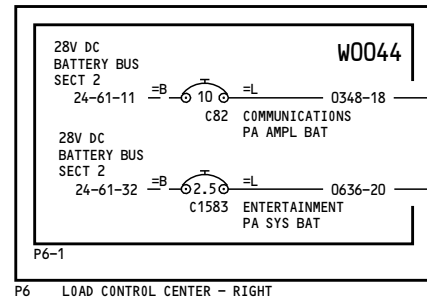 28V DC
BATTERY BUS
SECT 2
W0044
24-61-11 =B 10 =L 0348-18
C82 COMMUNICATIONS
PA AMPL BAT
28V DC
BATTERY BUS
SECT 2
24-61-32 =B 2.5 =L 0636-20
C1583 ENTERTAINMENT
PA SYS BAT
P6-1
P6 LOAD CONTROL CENTER - RIGHT